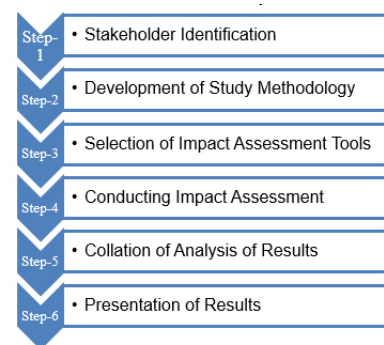 Step-1
• Stakeholder Identification
Step-2
• Development of Study Methodology
Step-3
• Selection of Impact Assessment Tools
Step-4
• Conducting Impact Assessment
Step-5
• Collation of Analysis of Results
Step-6
• Presentation of Results